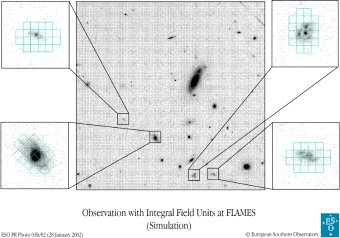 Observation with Integral Field Units at FLAMES
(Simulation)
ESO PR Photo 03b/02 (28 January 2002)
© European Southern Observatory